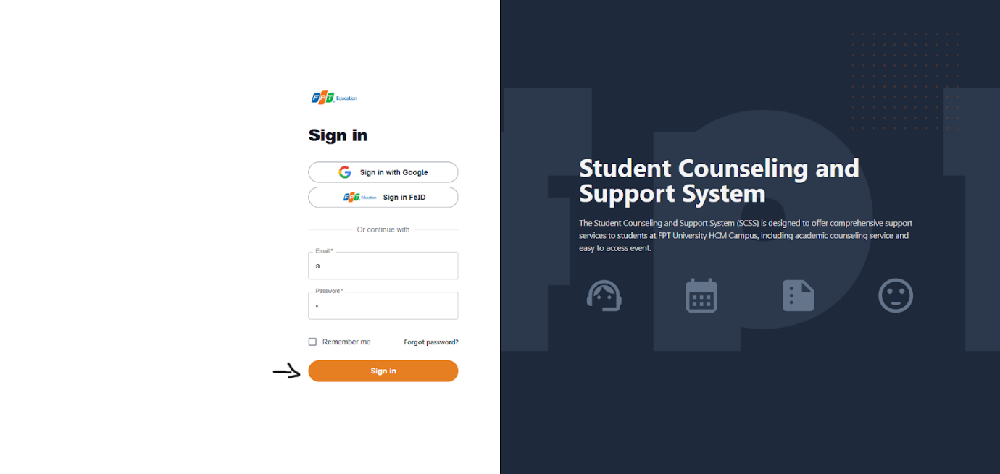 FPT Education
Sign in
Sign in with Google
FPT Education Sign in FeID
Or continue with
Email *
a
Password *
•
Remember me Forgot password?
Sign in
FPT
Student Counseling and
Support System
The Student Counseling and Support System (SCSS) is designed to offer comprehensive support
services to students at FPT University HCM Campus, including academic counseling service and
easy to access event.